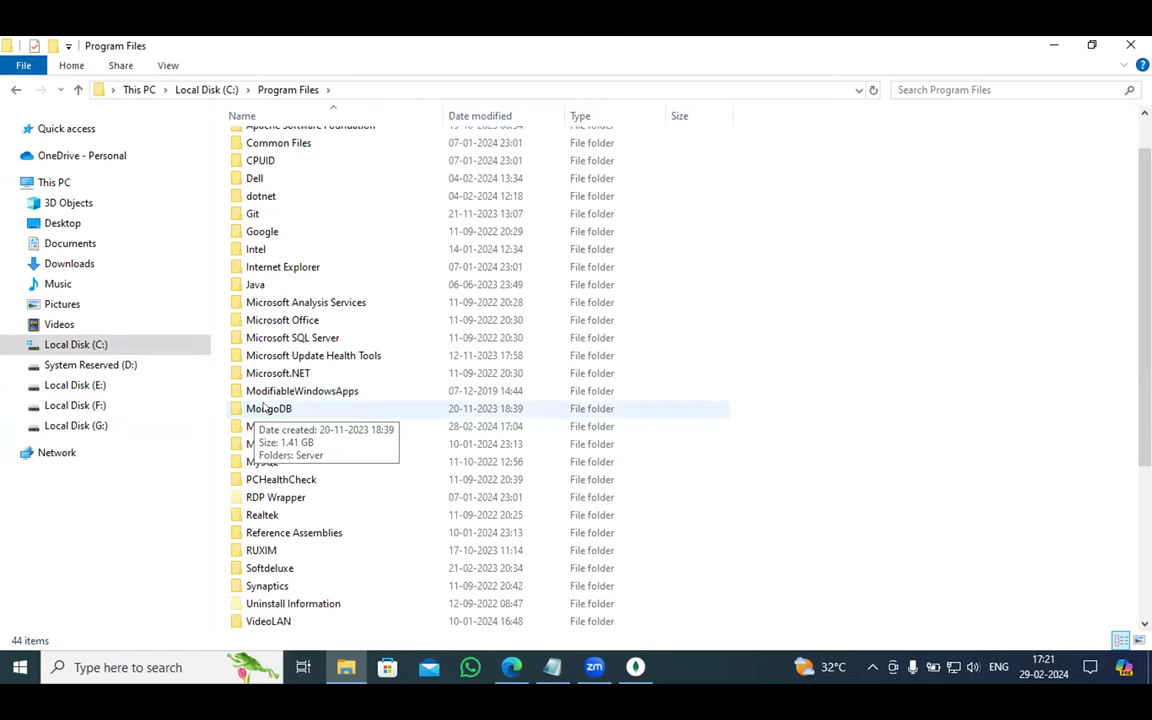 Program Files
File Home Share View
This PC Local Disk (C:) Program Files
Search Program Files
Name Date modified Type Size
Apache Software Foundation 19-10-2023 File folder
Common Files 07-01-2024 23:01 File folder
CPUID 07-01-2024 23:01 File folder
Dell 04-02-2024 13:34 File folder
dotnet 04-02-2024 12:18 File folder
Git 21-11-2023 13:07 File folder
Google 11-09-2022 20:29 File folder
Intel 14-01-2024 12:34 File folder
Internet Explorer 07-01-2024 23:01 File folder
Java 06-06-2023 23:49 File folder
Microsoft Analysis Services 11-09-2022 20:28 File folder
Microsoft Office 11-09-2022 20:30 File folder
Microsoft SQL Server 11-09-2022 20:30 File folder
Microsoft Update Health Tools 12-11-2023 17:58 File folder
Microsoft.NET 11-09-2022 20:30 File folder
ModifiableWindowsApps 07-12-2019 14:44 File folder
MongoDB 20-11-2023 18:39 File folder
M 28-02-2024 17:04 File folder
M 10-01-2024 23:13 File folder
MySQL 11-10-2022 12:56 File folder
PCHealthCheck 11-09-2022 20:39 File folder
RDP Wrapper 07-01-2024 23:01 File folder
Realtek 11-09-2022 20:25 File folder
Reference Assemblies 10-01-2024 23:13 File folder
RUXIM 17-10-2023 11:14 File folder
Softdeluxe 21-02-2023 20:34 File folder
Synaptics 11-09-2022 20:42 File folder
Uninstall Information 12-09-2022 08:47 File folder
VideoLAN 10-01-2024 16:48 File folder
Date created: 20-11-2023 18:39
Size: 1.41 GB
Folders: Server
Quick access
OneDrive - Personal
This PC
3D Objects
Desktop
Documents
Downloads
Music
Pictures
Videos
Local Disk (C:)
System Reserved (D:)
Local Disk (E:)
Local Disk (F:)
Local Disk (G:)
Network
44 items
Type here to search
32°C
ENG
17:21
29-02-2024